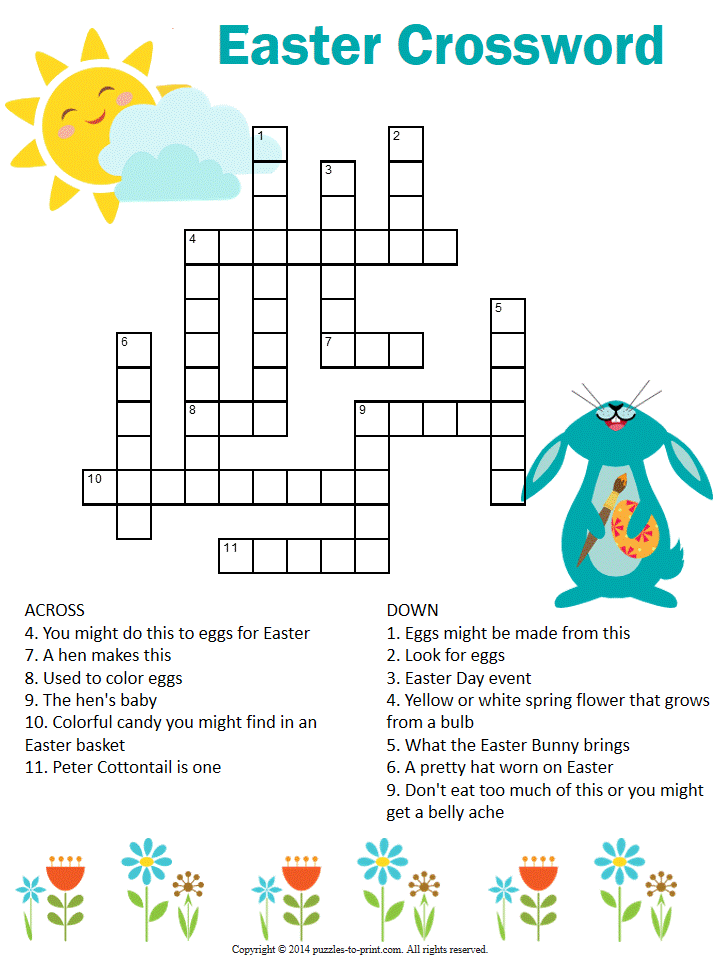 Easter Crossword
1
2
3
4
5
6
7
8
9
10
11
ACROSS
4. You might do this to eggs for Easter
7. A hen makes this
8. Used to color eggs
9. The hen's baby
10. Colorful candy you might find in an
Easter basket
11. Peter Cottontail is one
DOWN
1. Eggs might be made from this
2. Look for eggs
3. Easter Day event
4. Yellow or white spring flower that grows
from a bulb
5. What the Easter Bunny brings
6. A pretty hat worn on Easter
9. Don't eat too much of this or you might
get a belly ache
Copyright © 2014 puzzles-to-print.com. All rights reserved.